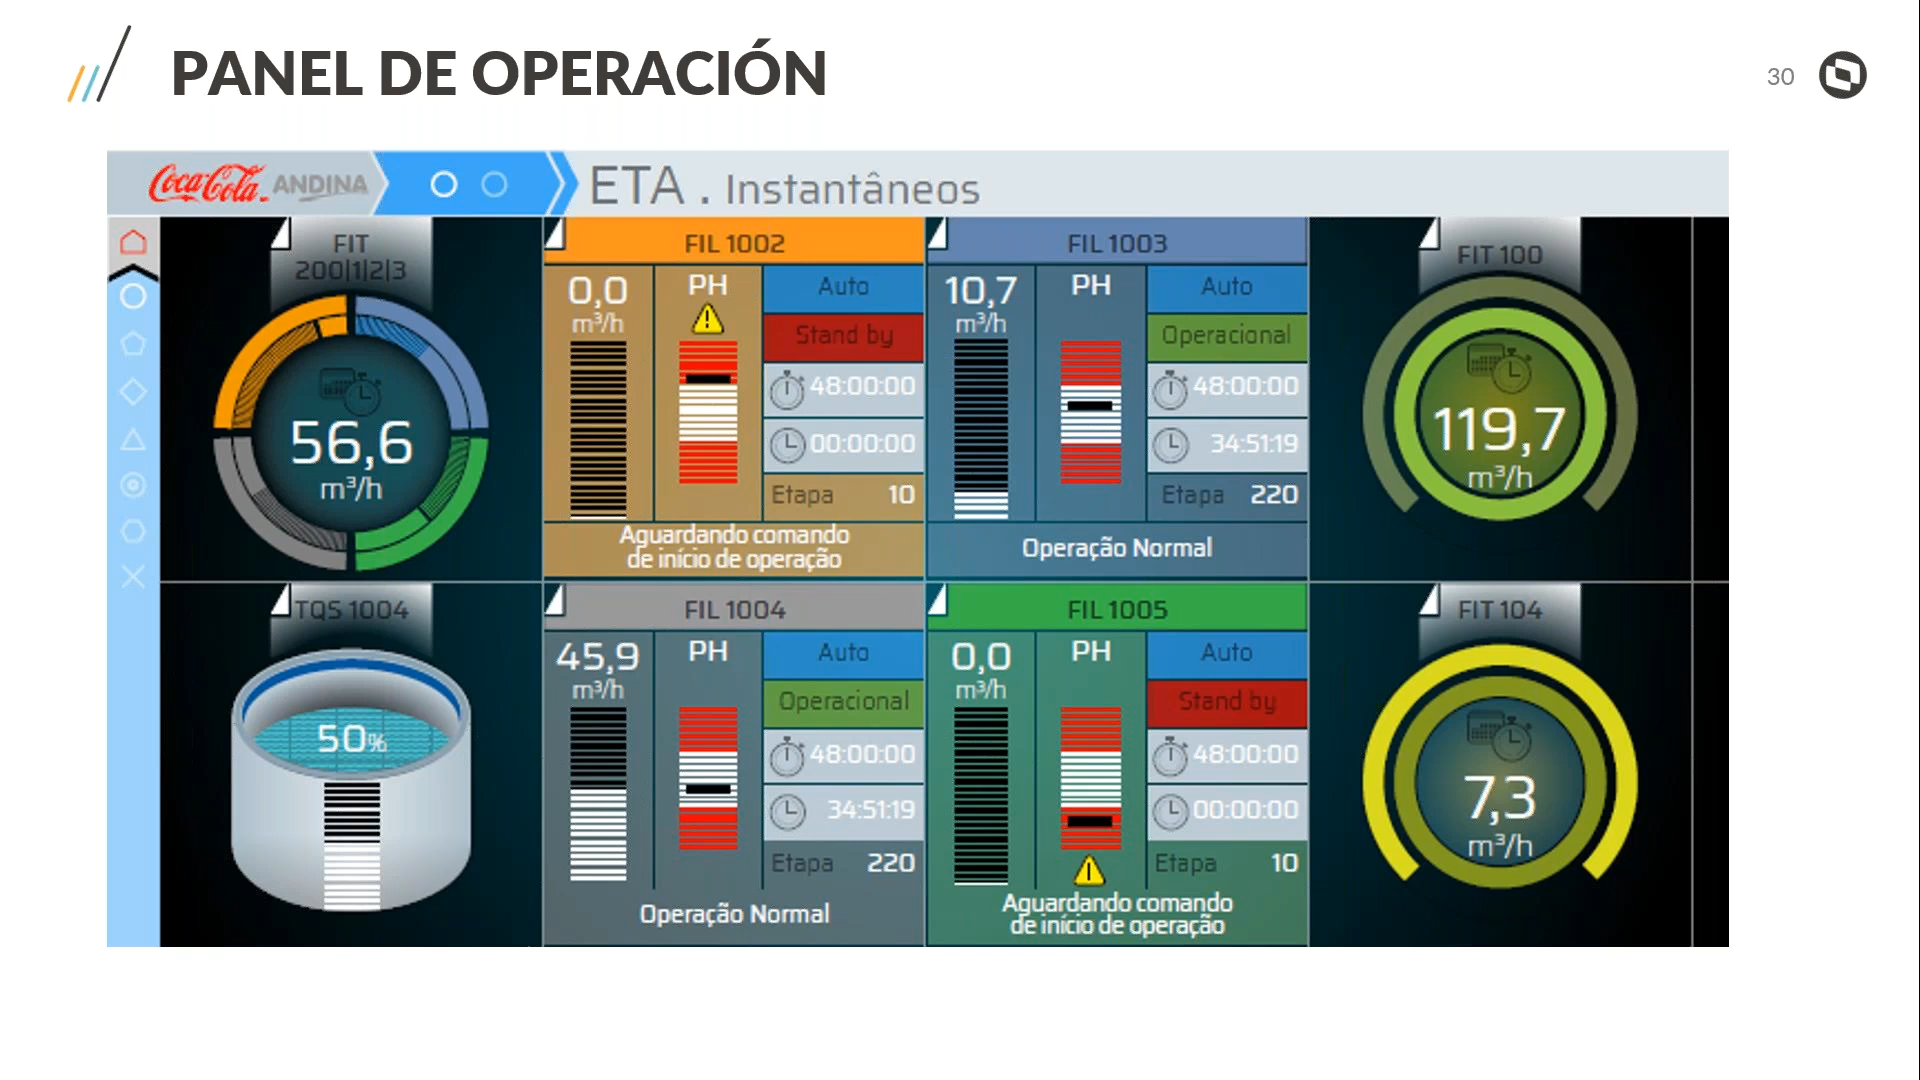 PANEL DE OPERACIÓN
30
Coca-Cola ANDINA
ETA . Instantâneos
FIT
200|1|2|3
56,6
m³/h
FIL 1002
0,0
m³/h
PH
Auto
Stand by
48:00:00
00:00:00
Etapa 10
Aguardando comando
de início de operação
FIL 1003
10,7
m³/h
PH
Auto
Operacional
48:00:00
34:51:19
Etapa 220
Operação Normal
FIT 100
119,7
m³/h
TQS 1004
50%
FIL 1004
45,9
m³/h
PH
Auto
Operacional
48:00:00
34:51:19
Etapa 220
Operação Normal
FIL 1005
0,0
m³/h
PH
Auto
Stand by
48:00:00
00:00:00
Etapa 10
Aguardando comando
de início de operação
FIT 104
7,3
m³/h